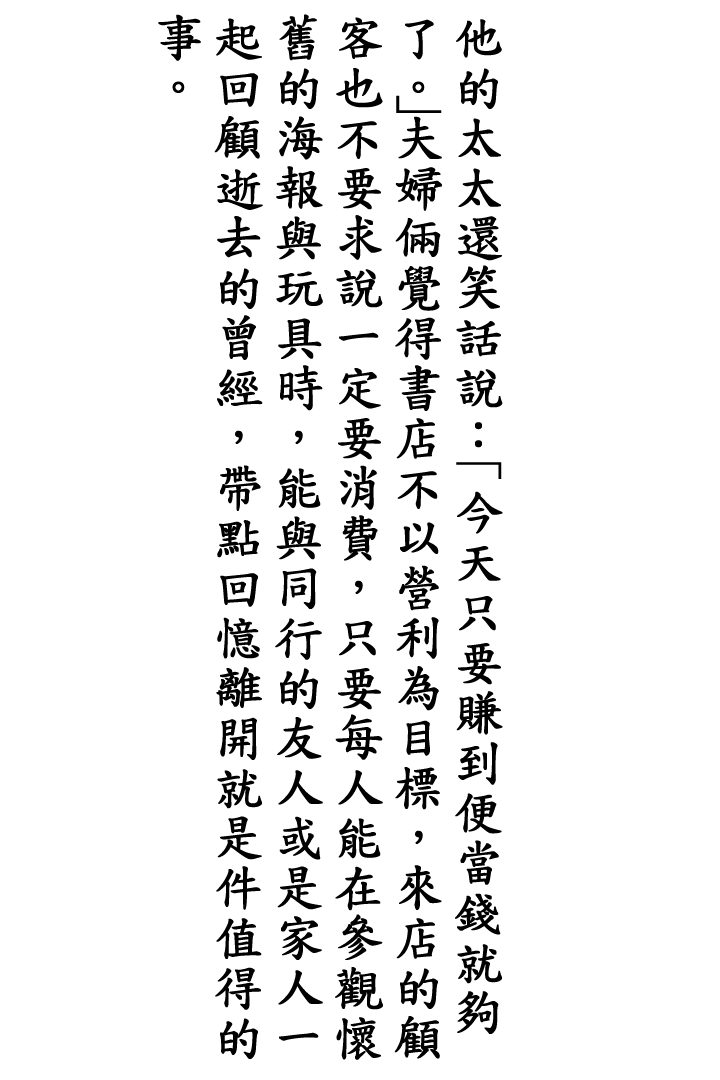 他的太太還笑話說：「今天只要賺到便當錢就夠
了。」夫婦倆覺得書店不以營利為目標，來店的顧
客也不要求說一定要消費，只要每人能在參觀懷
舊的海報與玩具時，能與同行的友人或是家人一
起回顧逝去的曾經，帶點回憶離開就是件值得的
事。